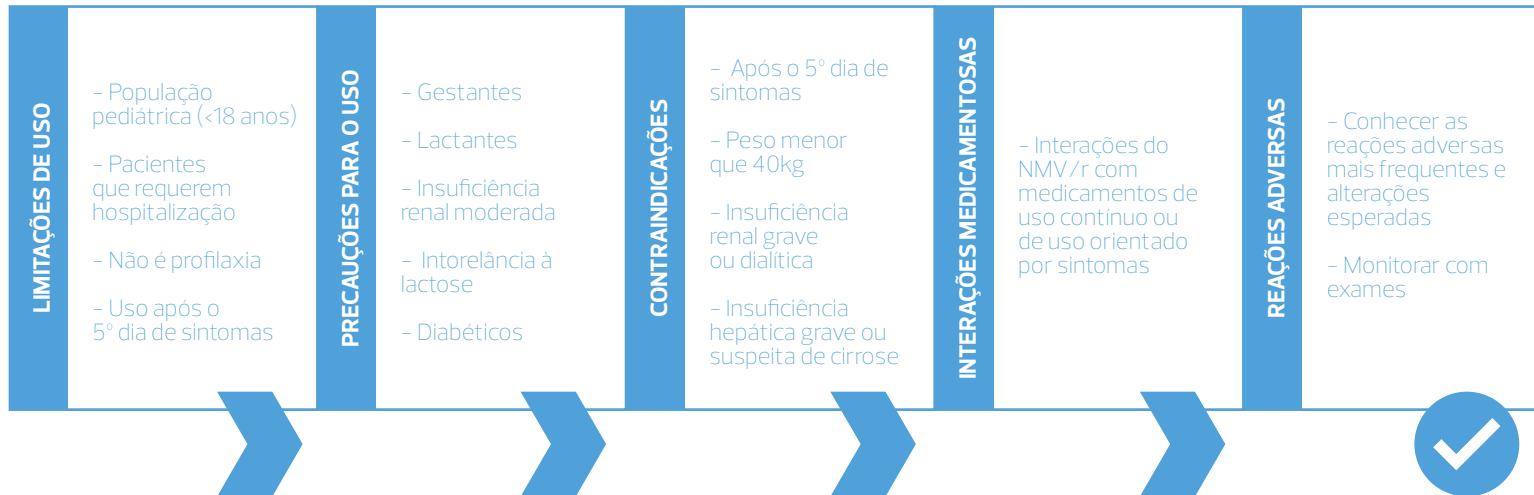 LIMITAÇÕES DE USO
– População
pediátrica (<18 anos)
– Pacientes
que requerem
hospitalização
– Não é profilaxia
– Uso após o
5º dia de sintomas
PRECAUÇÕES PARA O USO
– Gestantes
– Lactantes
– Insuficiência
renal moderada
– Intorelância à
lactose
– Diabéticos
CONTRAINDICAÇÕES
– Após o 5º dia de
sintomas
– Peso menor
que 40kg
– Insuficiência
renal grave
ou dialítica
– Insuficiência
hepática grave ou
suspeita de cirrose
INTERAÇÕES MEDICAMENTOSAS
– Interações do
NMV/r com
medicamentos de
uso contínuo ou
de uso orientado
por sintomas
REAÇÕES ADVERSAS
– Conhecer as
reações adversas
mais frequentes e
alterações
esperadas
– Monitorar com
exames